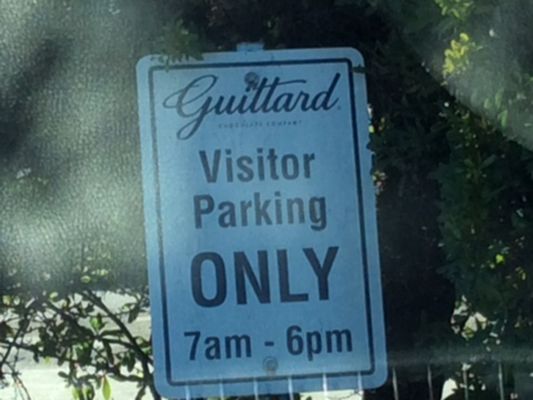 Guittard
CHOCOLATE COMPANY
Visitor
Parking
ONLY
7am - 6pm